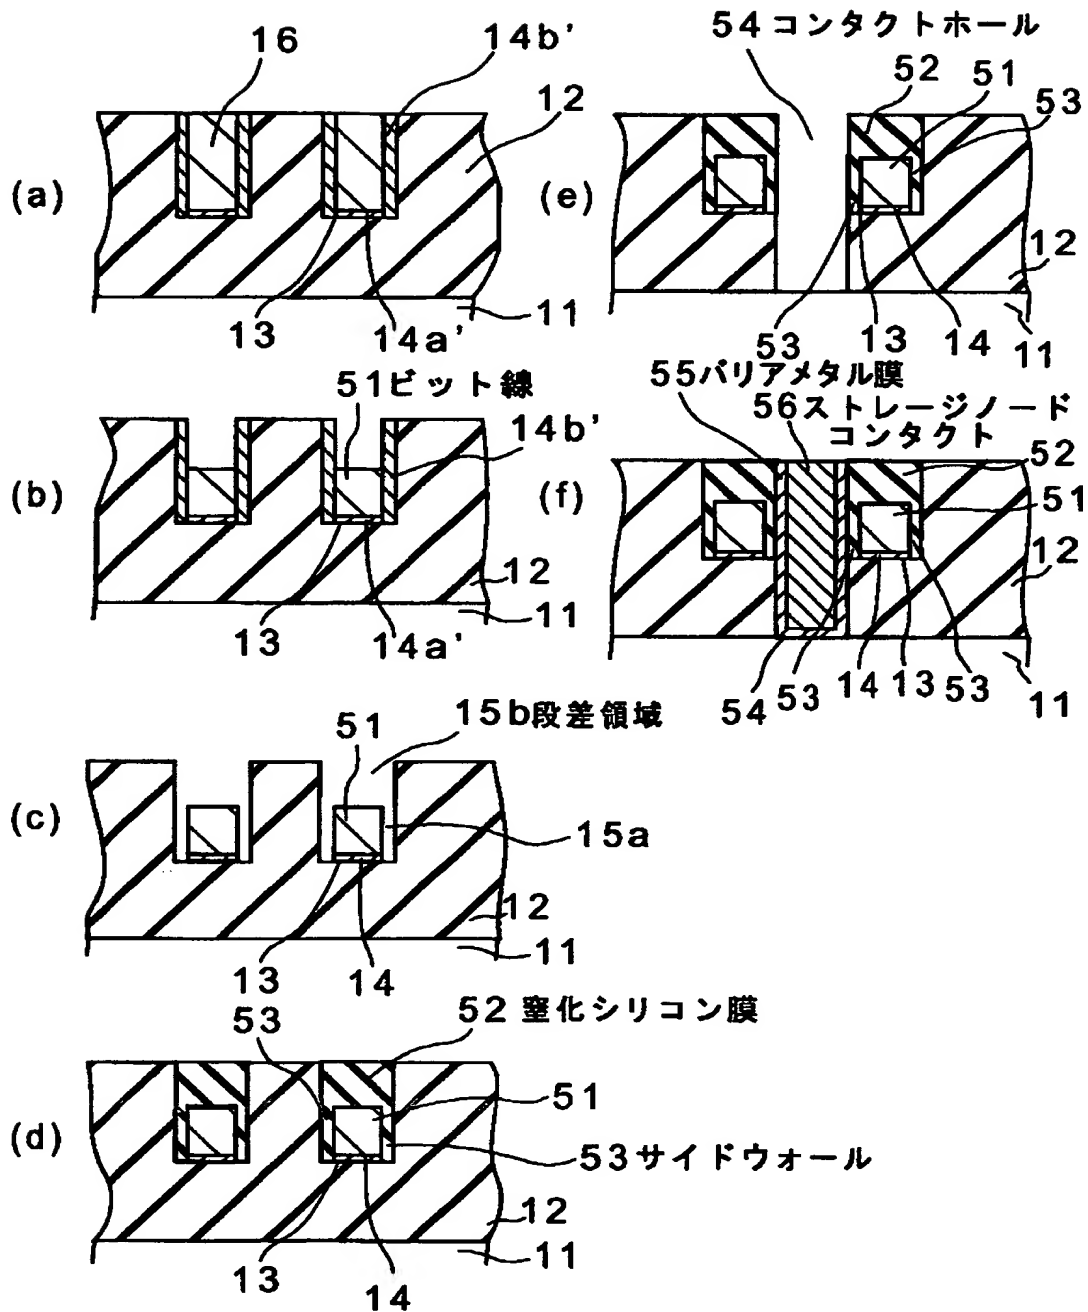 (a)
16
14b'
12
13
14a'
11
(b)
51ビット線
14b'
12
11
13
14a'
(c)
51
15b段差領域
15a
12
11
13
14
(d)
53
52 窒化シリコン膜
51
53サイドウォール
12
11
13
14
(e)
54コンタクトホール
52
51
53
12
53
13
14
11
(f)
55バリアメタル膜
56ストレージノード
コンタクト
52
51
12
54
53
14
13
53
11